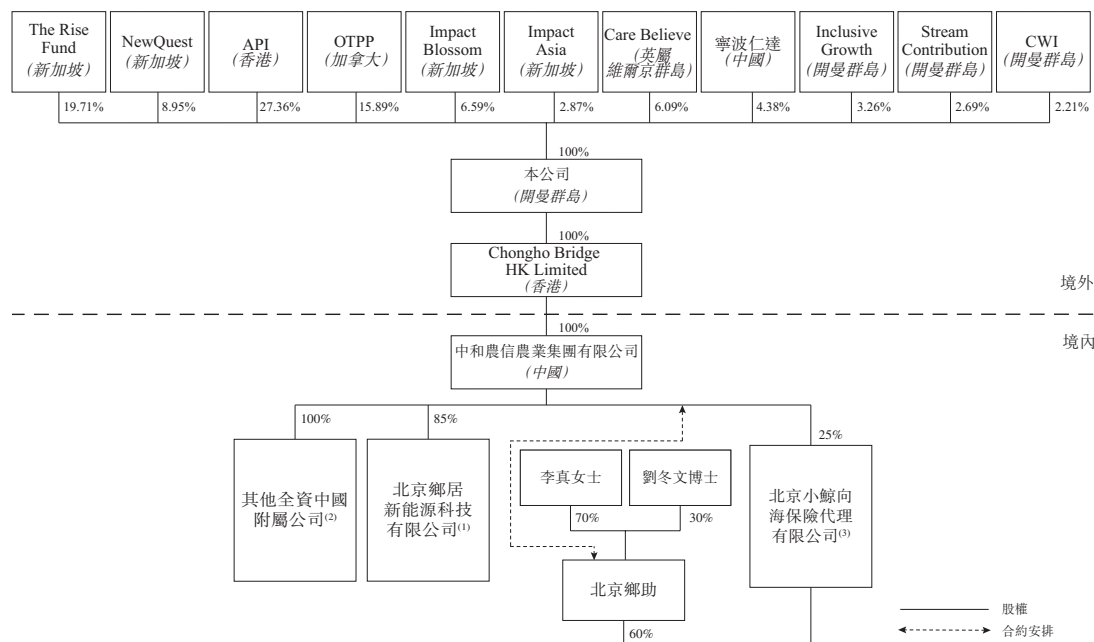 The Rise
Fund
(新加坡)
NewQuest
(新加坡)
API
(香港)
OTPP
(加拿大)
Impact
Blossom
(新加坡)
Impact
Asia
(新加坡)
Care Believe
(英屬
維爾京群島)
寧波仁達
(中國)
Inclusive
Growth
(開曼群島)
Stream
Contribution
(開曼群島)
CWI
(開曼群島)
19.71%
8.95%
27.36%
15.89%
6.59%
2.87%
6.09%
4.38%
3.26%
2.69%
2.21%
100%
本公司
(開曼群島)
100%
Chongho Bridge
HK Limited
(香港)
境外
100%
境內
中和農信農業集團有限公司
(中國)
100%
85%
25%
其他全資中國
附屬公司(2)
北京鄉居
新能源科技
有限公司(1)
李真女士
劉冬文博士
70%
30%
北京小鯨向
海保險代理
有限公司(3)
北京鄉助
60%
股權
合約安排